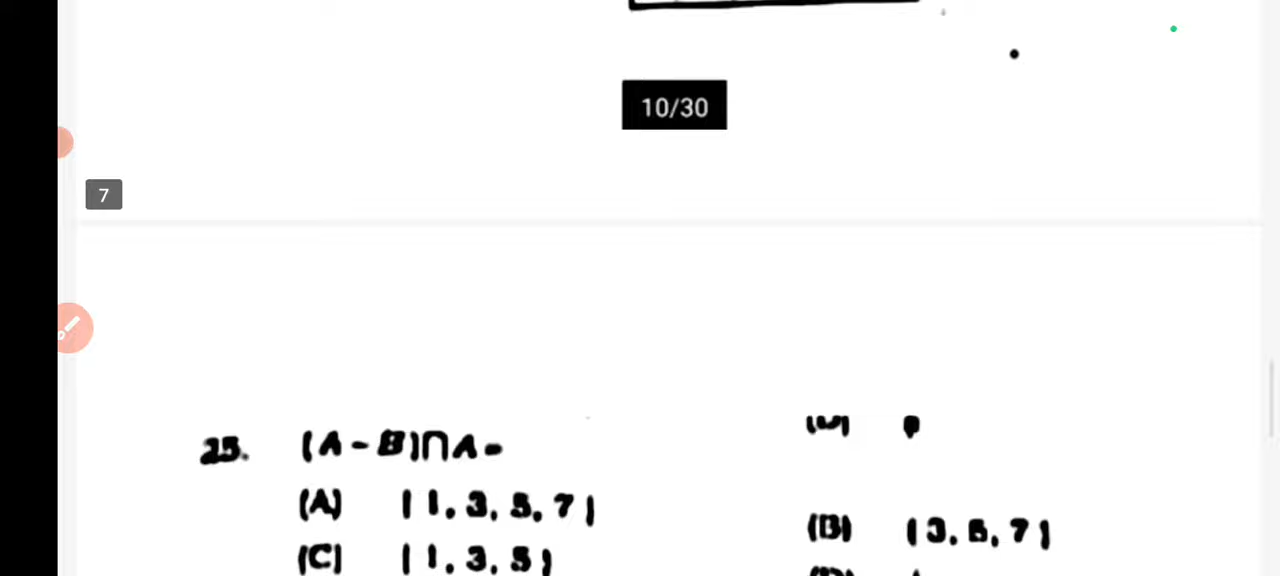 10/30
7
(D) φ
25. (A - B)∩A =
(A) {1, 3, 5, 7}
(B) {3, 5, 7}
(C) {1, 3, 5}